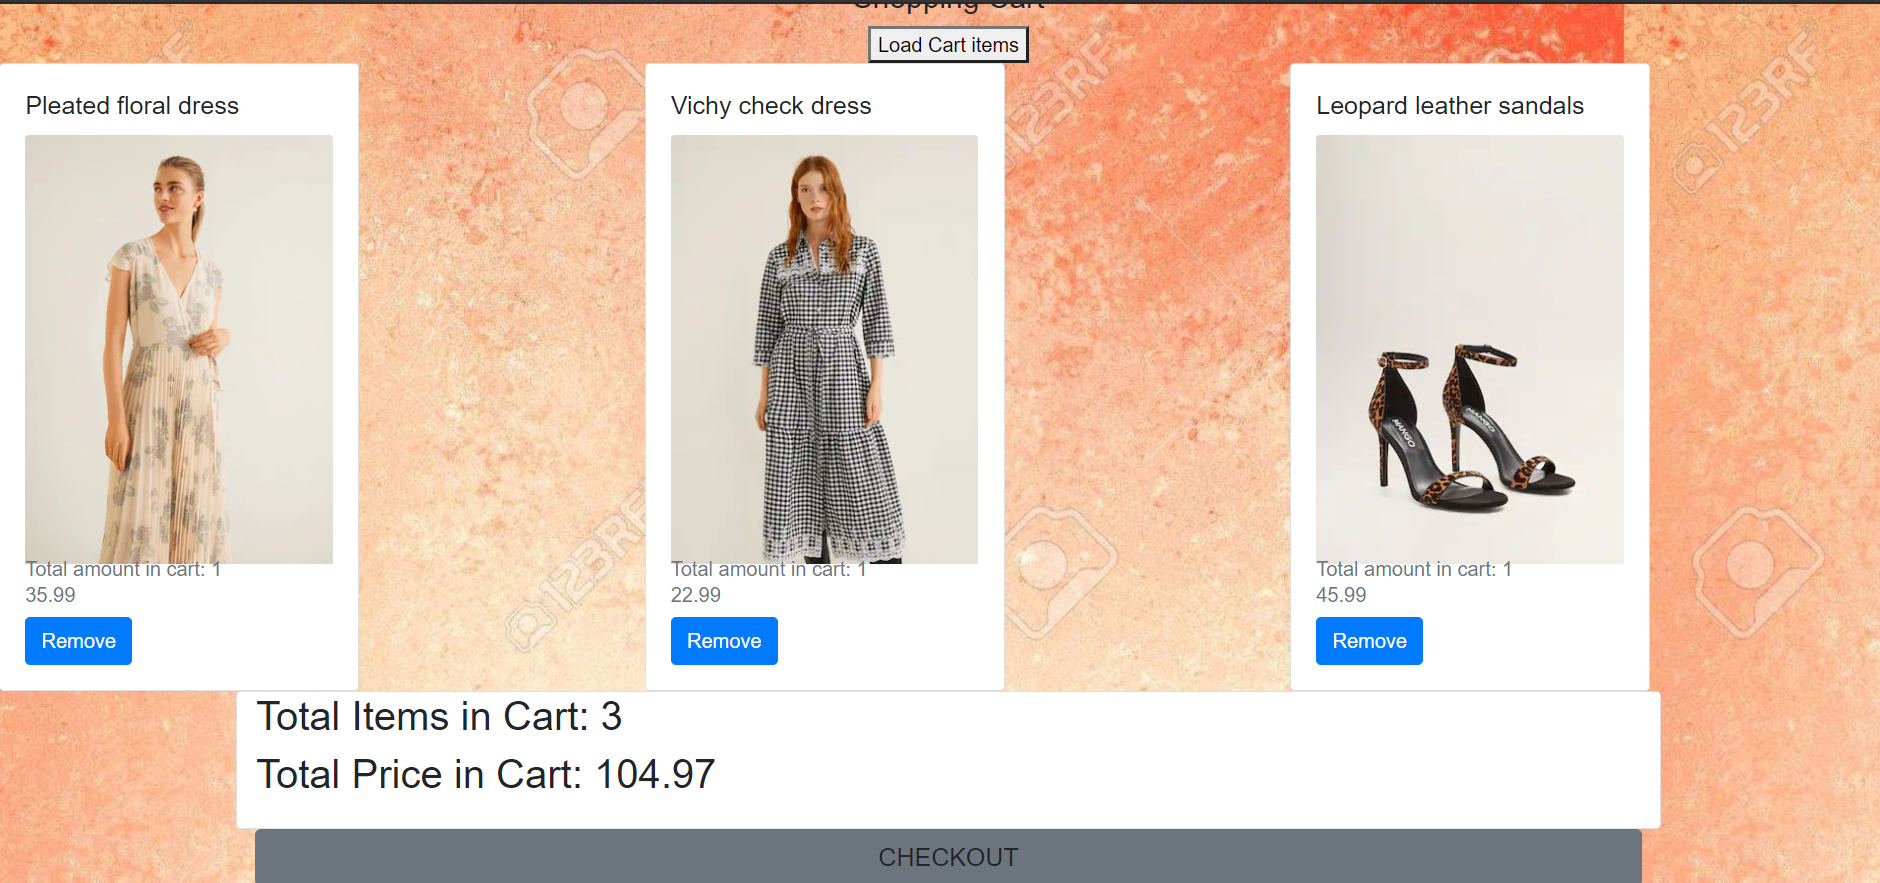 Shopping Cart
Load Cart items
Pleated floral dress
Total amount in cart: 1
35.99
Remove
Vichy check dress
MANGO
MANGO
Total amount in cart: 1
22.99
Remove
Leopard leather sandals
Total amount in cart: 1
45.99
Remove
Total Items in Cart: 3
Total Price in Cart: 104.97
CHECKOUT
123RF
123RF
123RF
123RF